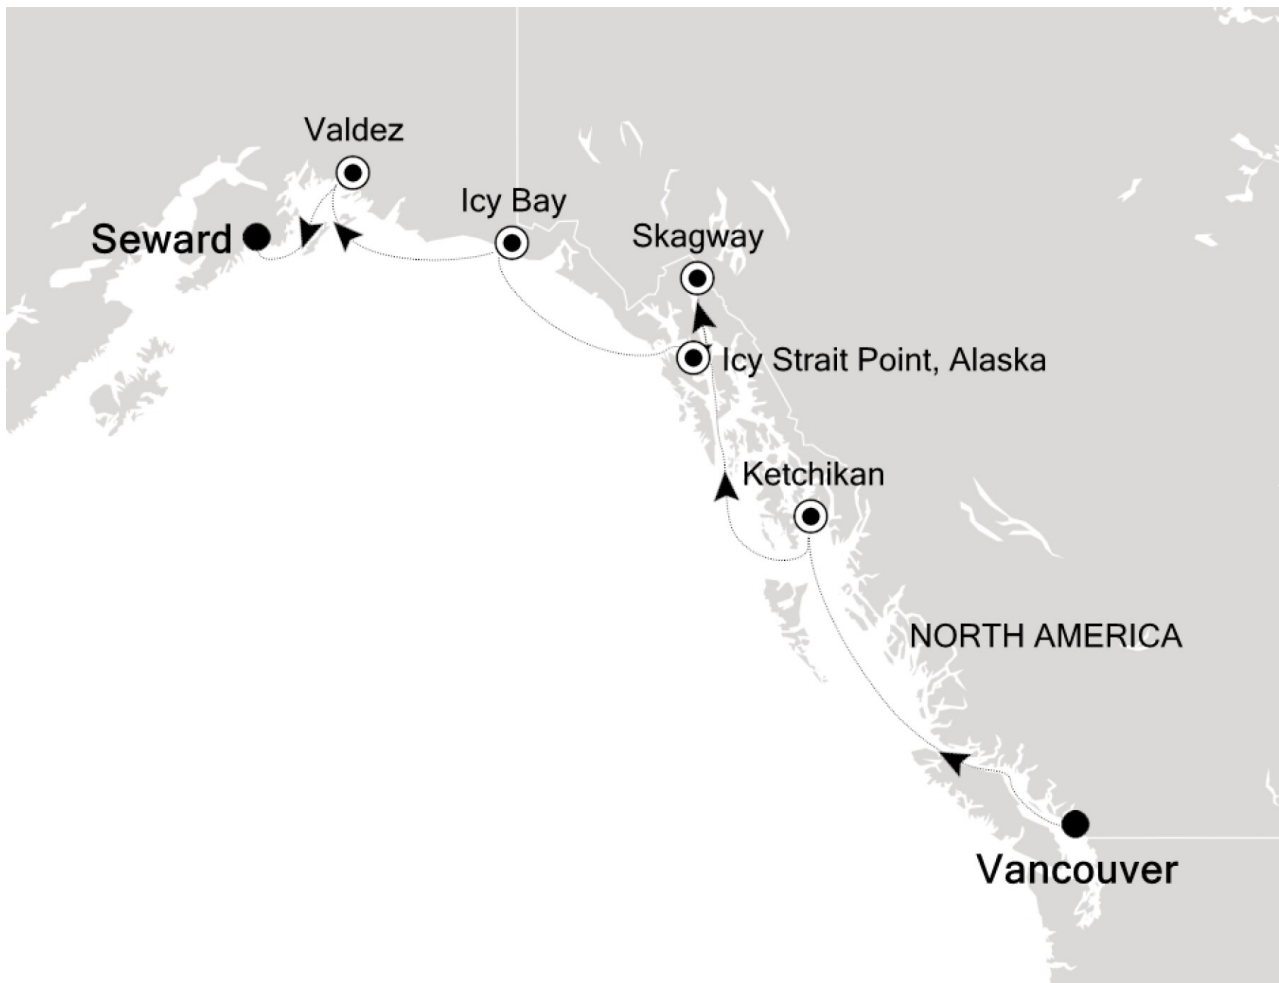 Valdez
Icy Bay
Seward
Skagway
Icy Strait Point, Alaska
Ketchikan
NORTH AMERICA
Vancouver